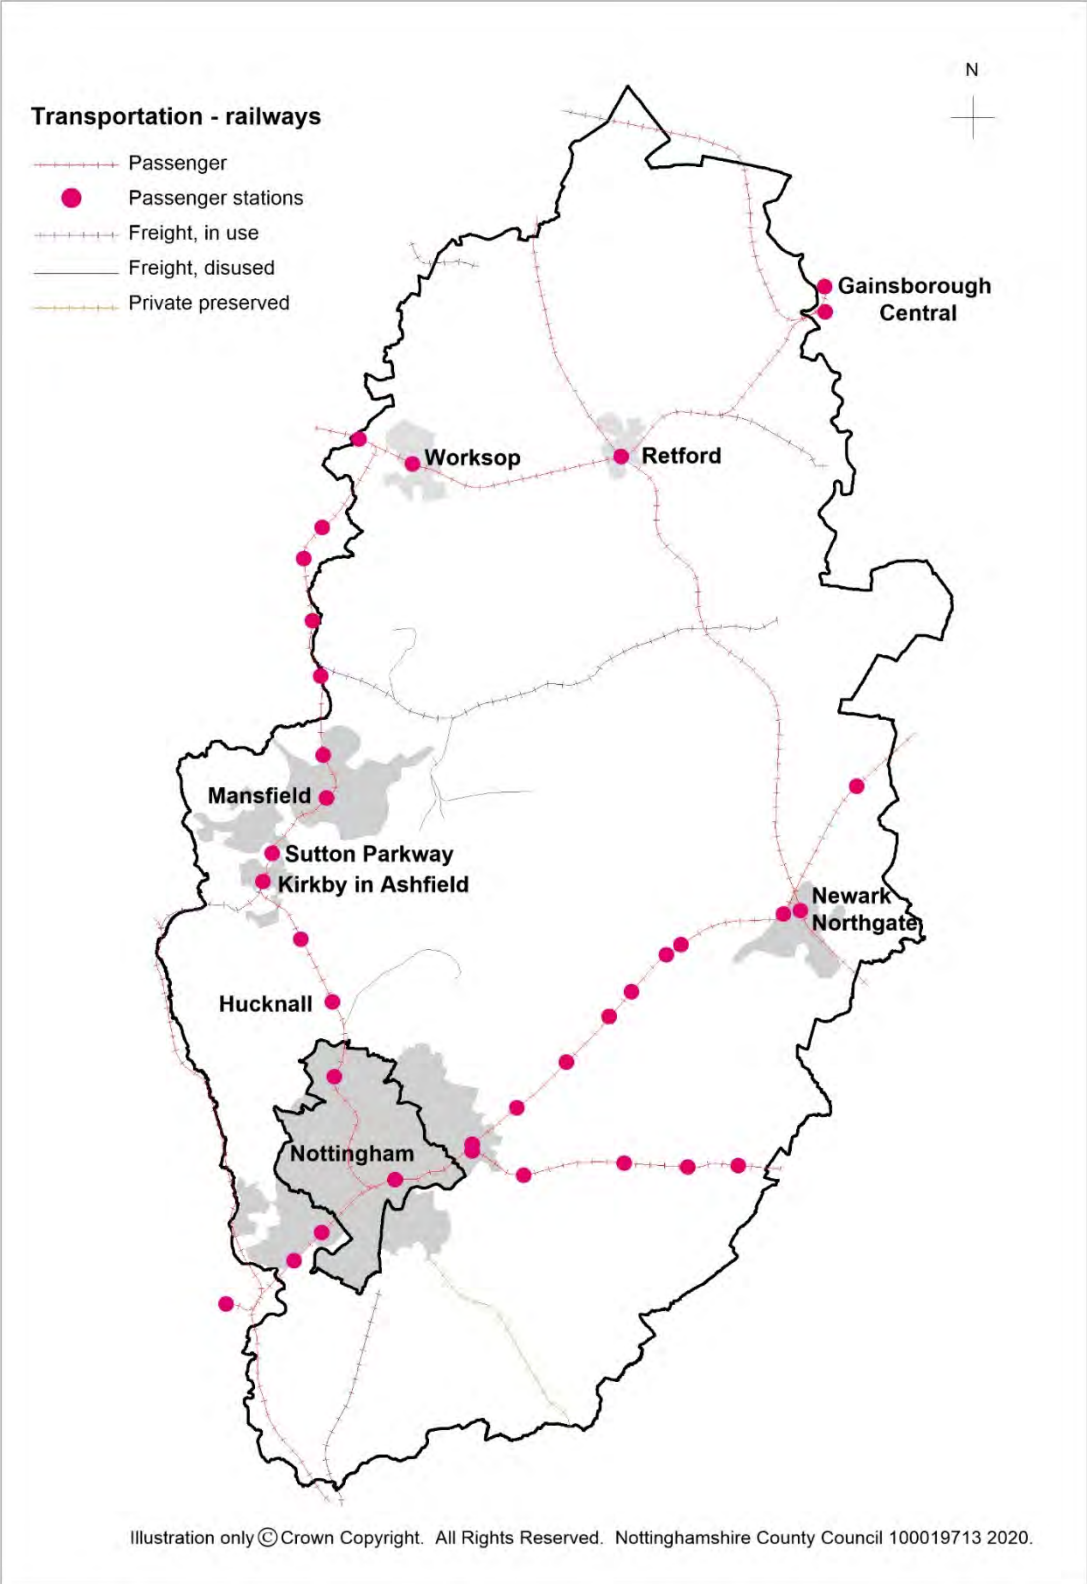 N
Transportation - railways
Passenger
Passenger stations
Freight, in use
Freight, disused
Private preserved
Gainsborough
Central
Worksop
Retford
Mansfield
Sutton Parkway
Kirkby in Ashfield
Newark
Northgate
Hucknall
Nottingham
Illustration only © Crown Copyright. All Rights Reserved. Nottinghamshire County Council 100019713 2020.